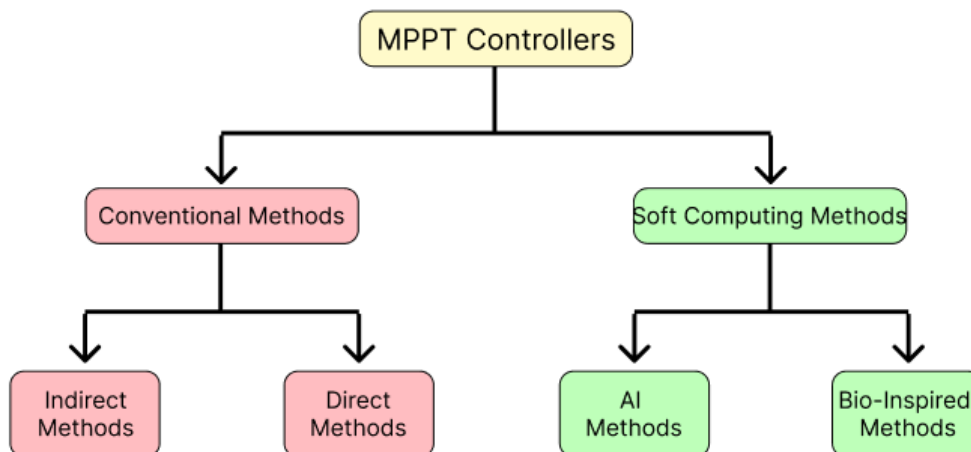 MPPT Controllers
Conventional Methods
Soft Computing Methods
Indirect
Methods
Direct
Methods
AI
Methods
Bio-Inspired
Methods